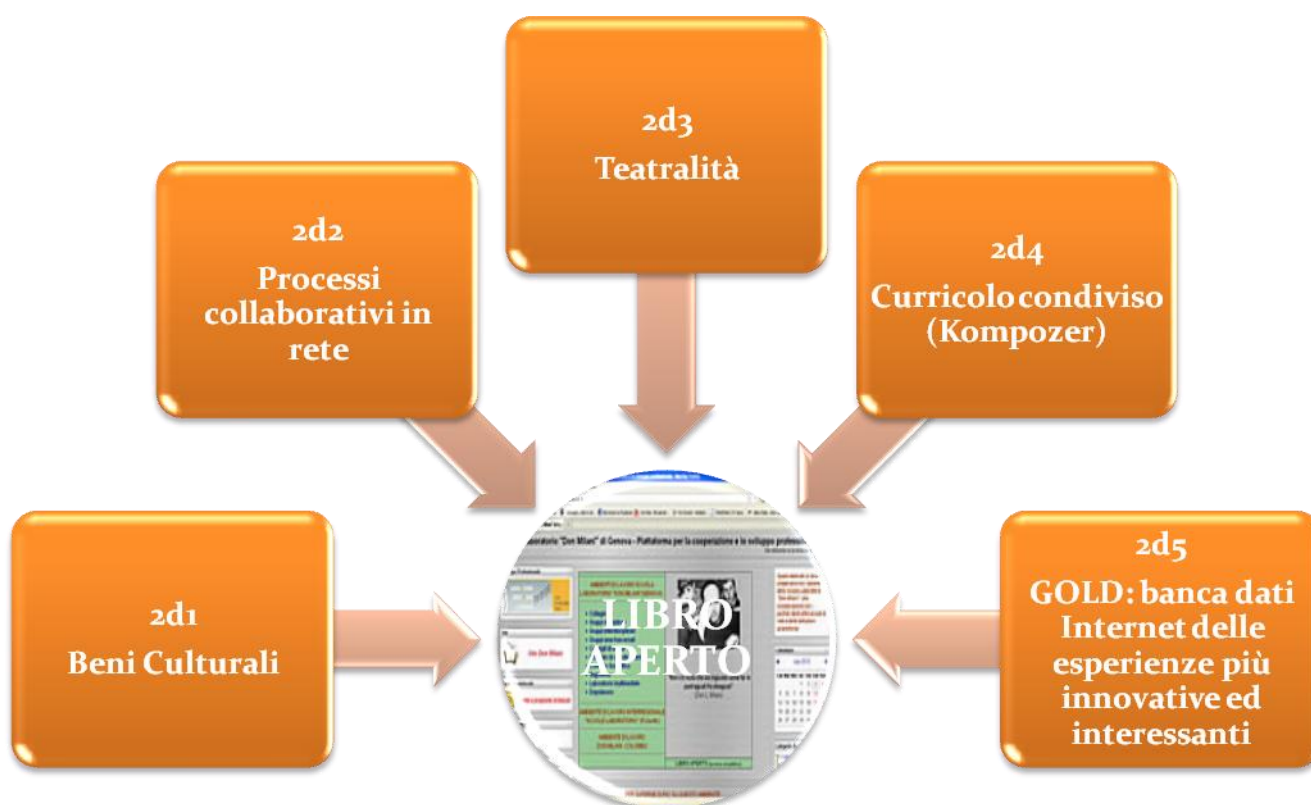 2d3
Teatralità
2d2
Processi
collaborativi in
rete
2d4
Curricolo condiviso
(Kompozer)
2d1
Beni Culturali
LIBRO
APERTO
2d5
GOLD: banca dati
Internet delle
esperienze più
innovative ed
interessanti